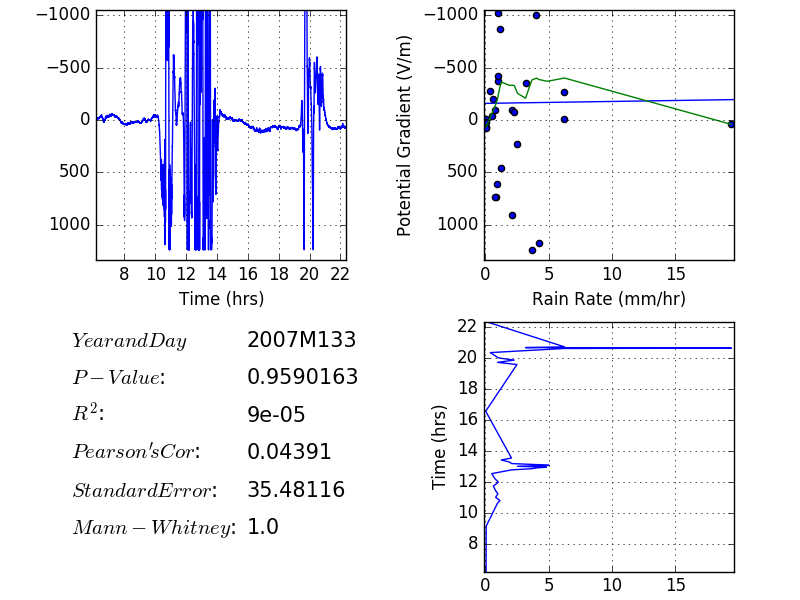 −1000
−500
0
500
1000
8 10 12 14 16 18 20 22
Time (hrs)
Potential Gradient (V/m)
−1000
−500
0
500
1000
0 5 10 15
Rain Rate (mm/hr)
YearandDay 2007M133
P−Value: 0.9590163
R²: 9e-05
Pearson'sCor: 0.04391
StandardError: 35.48116
Mann−Whitney: 1.0
Time (hrs)
22
20
18
16
14
12
10
8
0 5 10 15